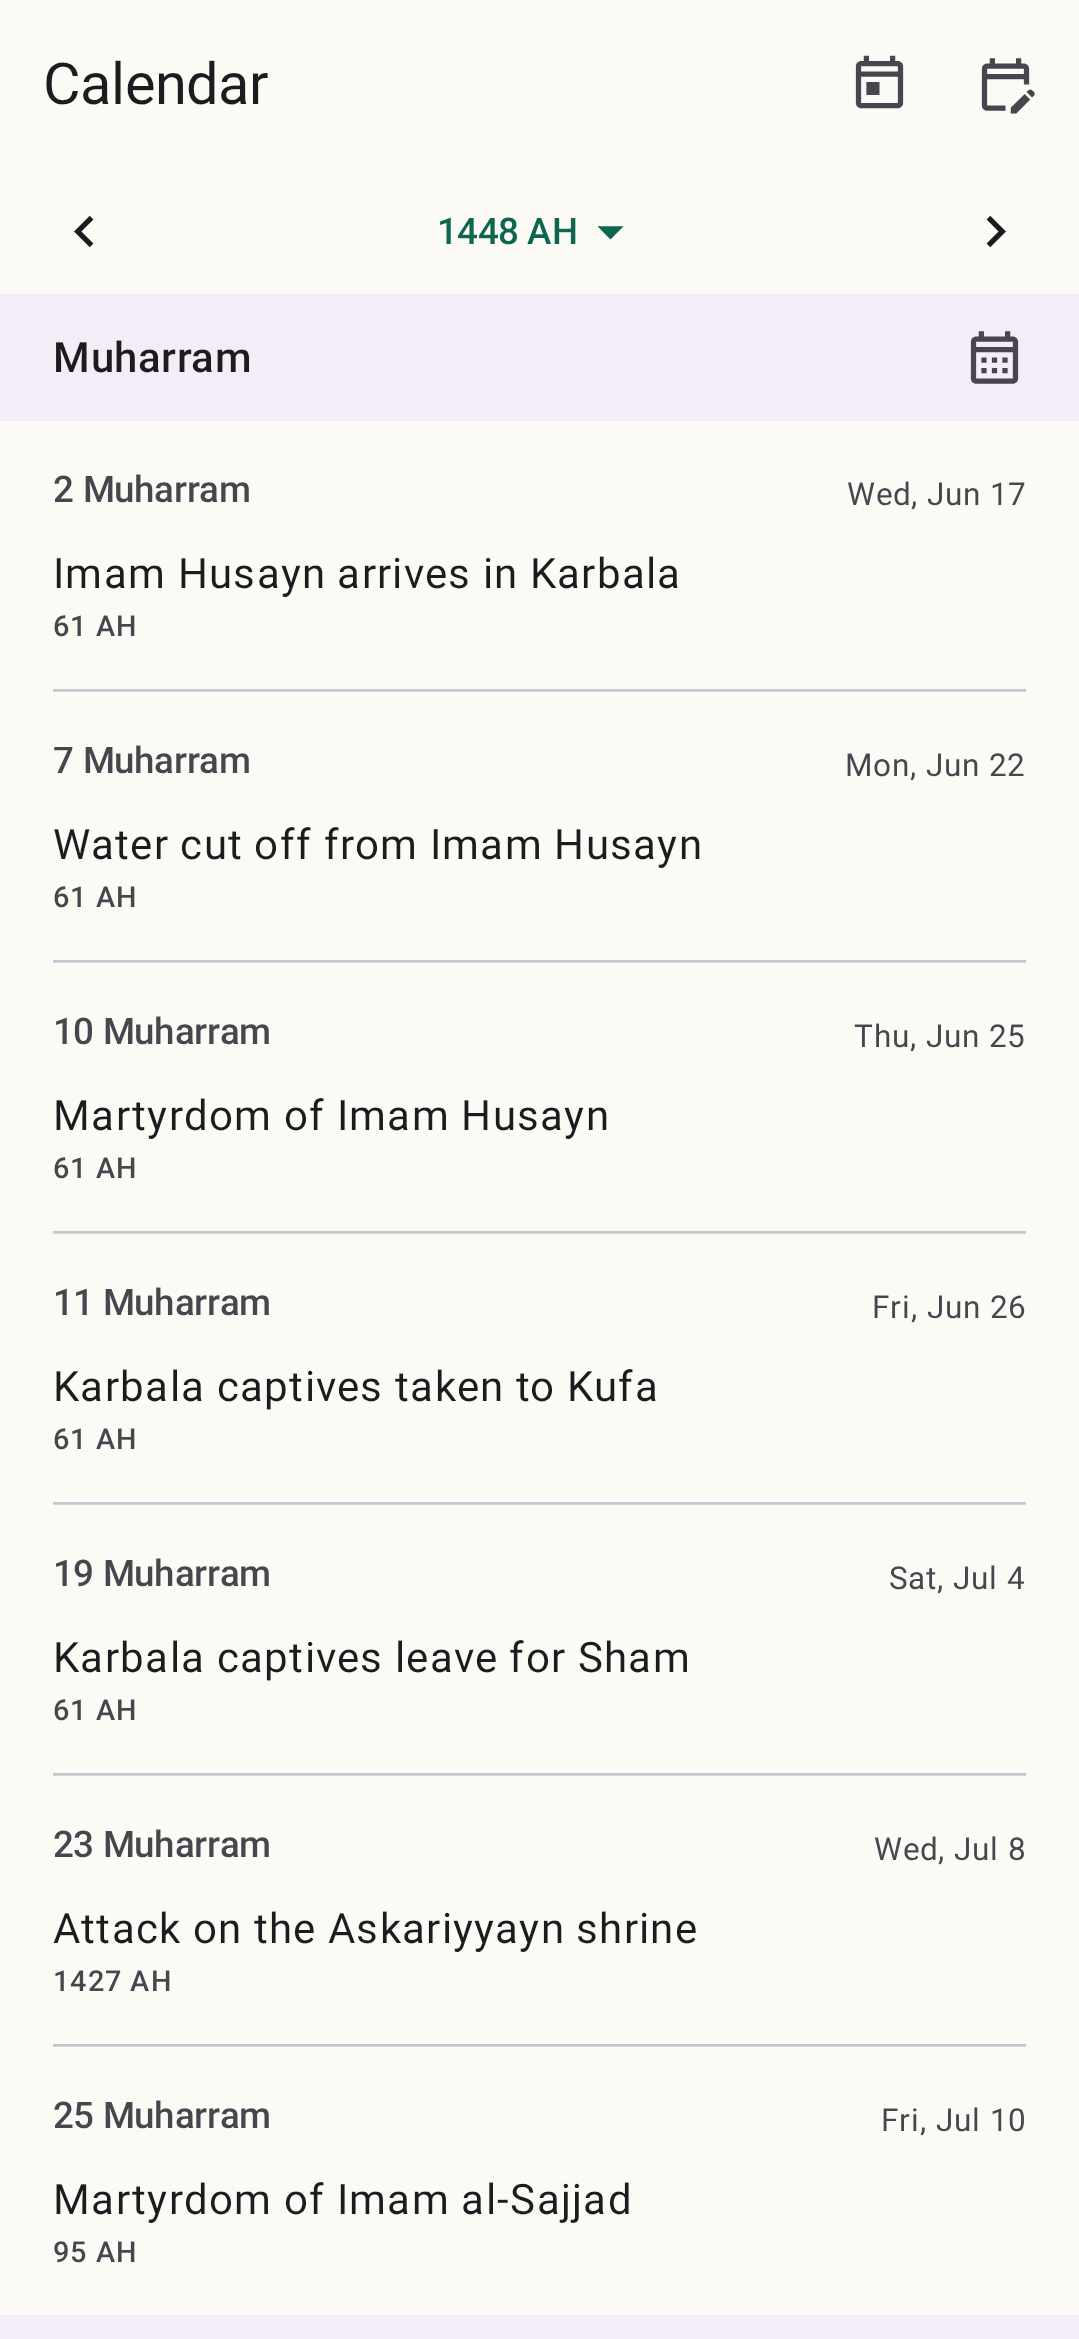 Calendar
1448 AH
Muharram
2 Muharram
Wed, Jun 17
Imam Husayn arrives in Karbala
61 AH
7 Muharram
Mon, Jun 22
Water cut off from Imam Husayn
61 AH
10 Muharram
Thu, Jun 25
Martyrdom of Imam Husayn
61 AH
11 Muharram
Fri, Jun 26
Karbala captives taken to Kufa
61 AH
19 Muharram
Sat, Jul 4
Karbala captives leave for Sham
61 AH
23 Muharram
Wed, Jul 8
Attack on the Askariyyayn shrine
1427 AH
25 Muharram
Fri, Jul 10
Martyrdom of Imam al-Sajjad
95 AH